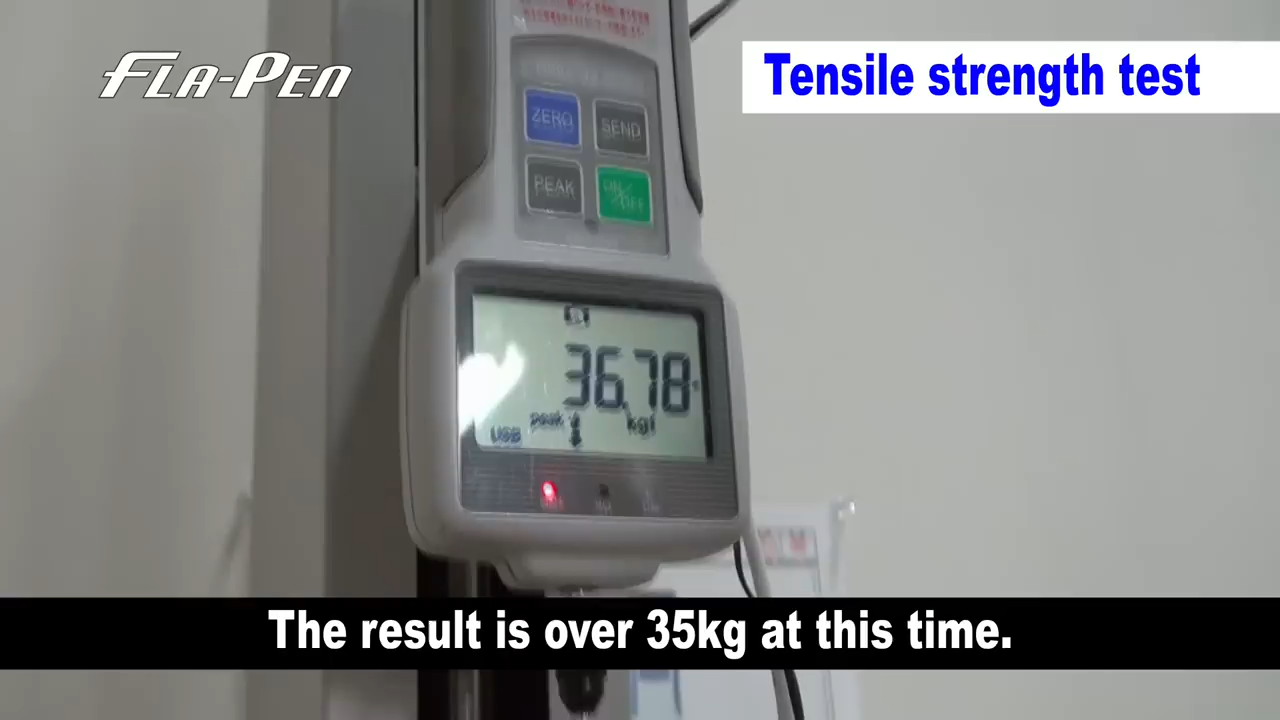 FLA-PEN
Tensile strength test
ZERO
SEND
PEAK
ON/OFF
36.78
peak
kgf
USB
The result is over 35kg at this time.